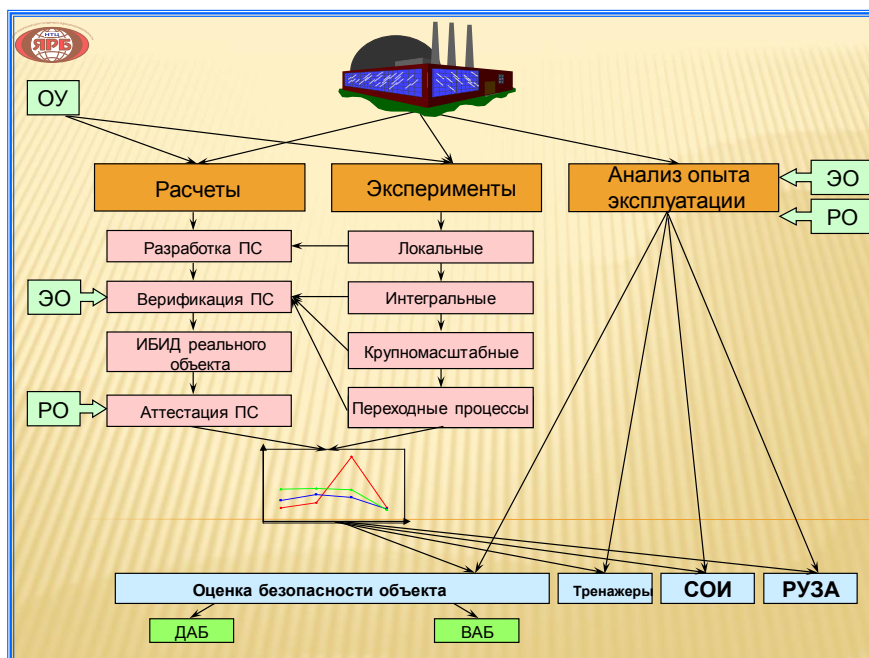 НТЦ
ЯРБ
ОУ
Расчеты
Эксперименты
Анализ опыта
эксплуатации
ЭО
РО
Разработка ПС
Локальные
ЭО
Верификация ПС
Интегральные
ИБИД реального
объекта
Крупномасштабные
РО
Аттестация ПС
Переходные процессы
Оценка безопасности объекта
Тренажеры
СОИ
РУЗА
ДАБ
ВАБ